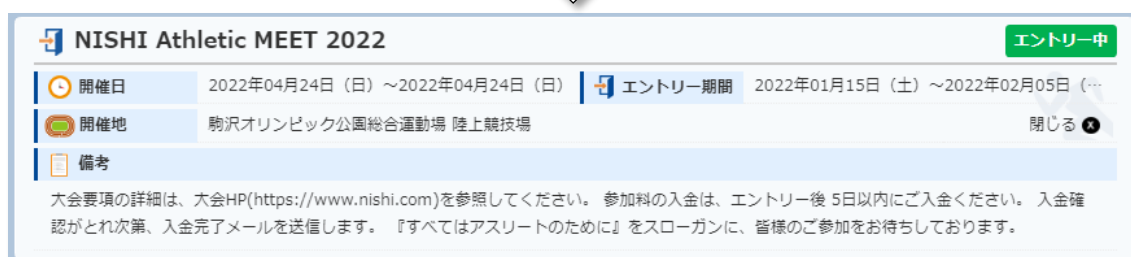 NISHI Athletic MEET 2022
エントリー中
開催日 2022年04月24日（日）～2022年04月24日（日） エントリー期間 2022年01月15日（土）～2022年02月05日（…
開催地 駒沢オリンピック公園総合運動場 陸上競技場 閉じる
備考
大会要項の詳細は、大会HP(https://www.nishi.com)を参照してください。 参加料の入金は、エントリー後 5日以内にご入金ください。 入金確
認がとれ次第、入金完了メールを送信します。 『すべてはアスリートのために』をスローガンに、皆様のご参加をお待ちしております。